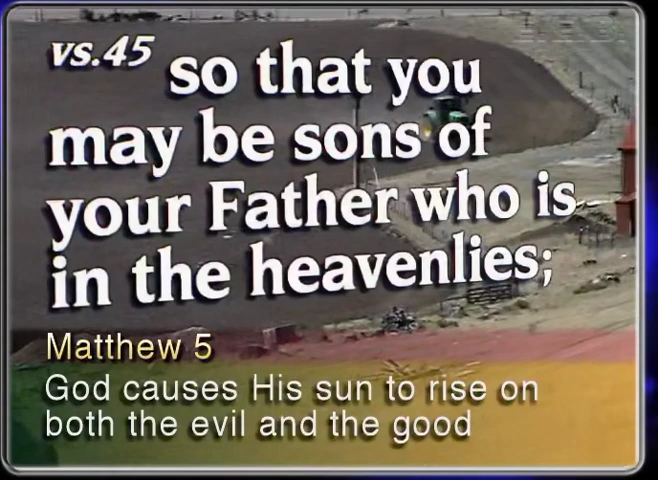 vs.45 so that you
may be sons of
your Father who is
in the heavenlies;
Matthew 5
God causes His sun to rise on
both the evil and the good